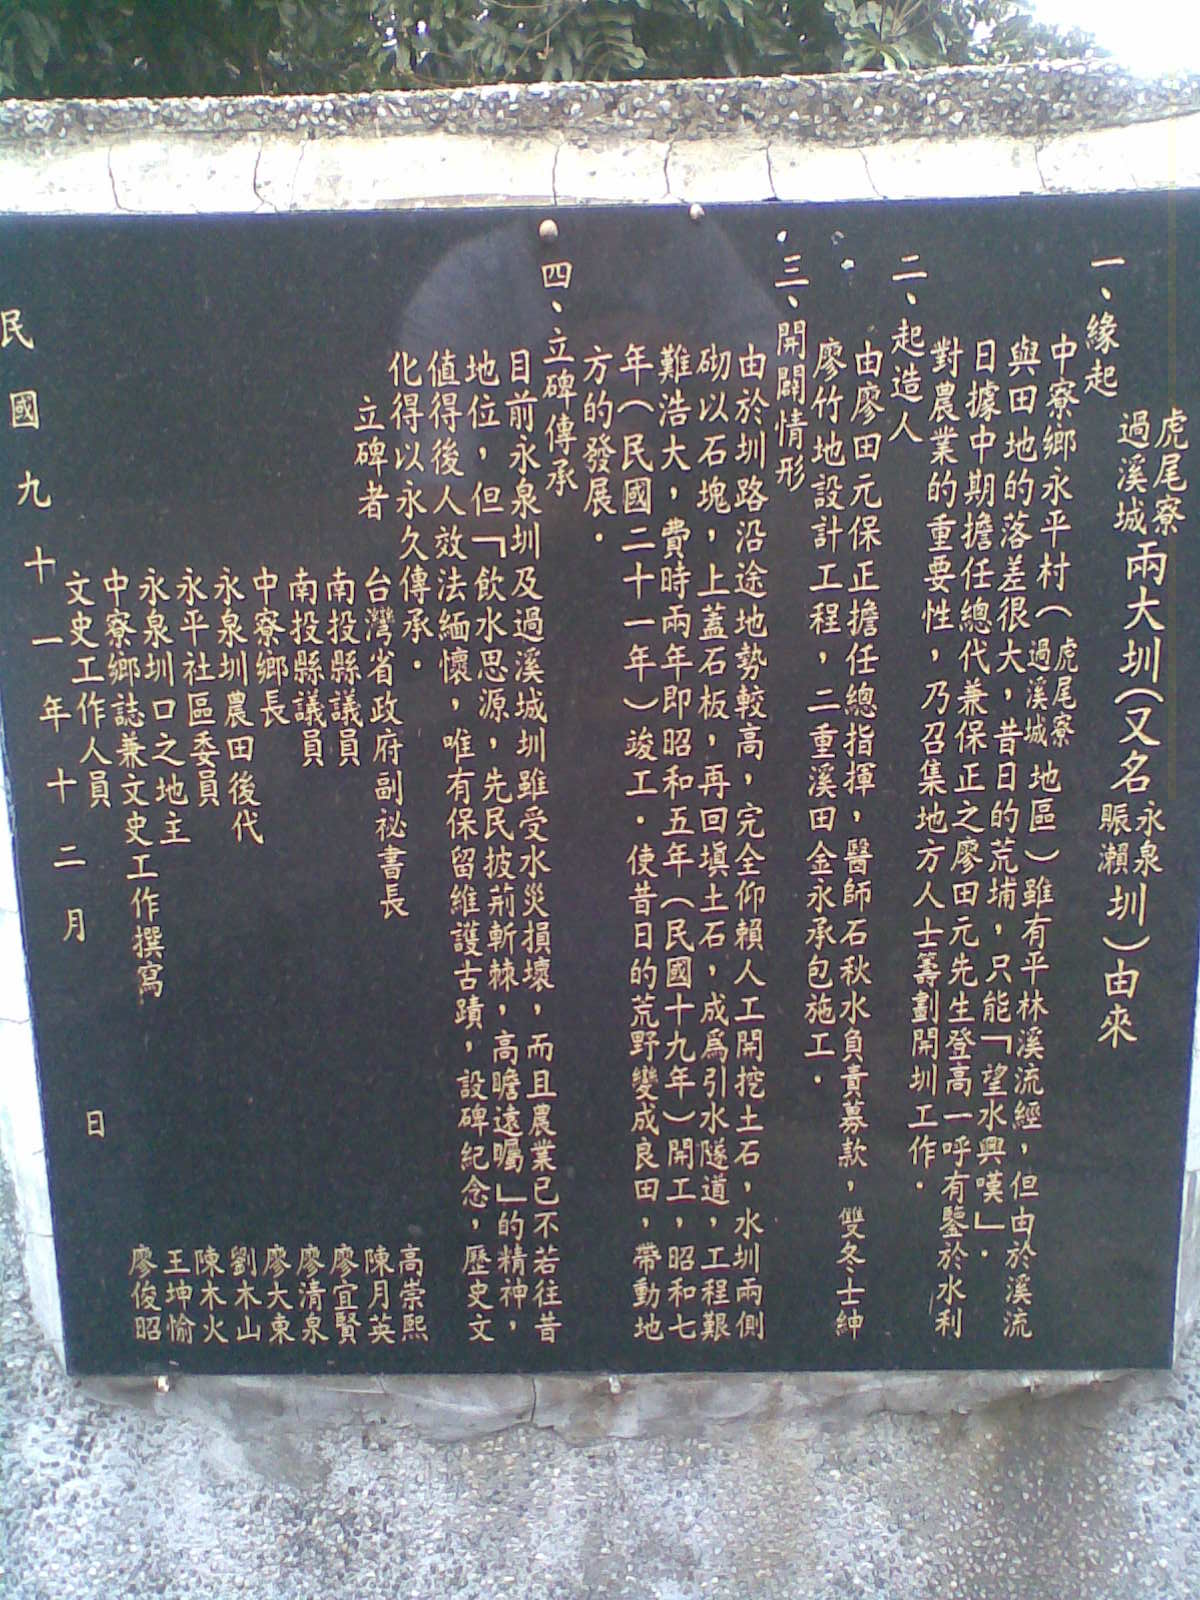 虎尾寮過溪城兩大圳(又名永泉賑瀨圳)由來
一、緣起
中寮鄉永平村(虎尾寮過溪城地區)雖有平林溪流經，但由於溪流
與田地的落差很大，昔日的荒埔，只能「望水興嘆」．
日據中期擔任總代兼保正之廖田元先生登高一呼有鑒於水利
對農業的重要性，乃召集地方人士籌劃開圳工作．
二、起造人
由廖田元保正擔任總指揮，醫師石秋水負責募款，雙冬士紳
廖竹地設計工程，二重溪田金永承包施工．
三、開闢情形
由於圳路沿途地勢較高，完全仰賴人工開挖土石，水圳兩側
砌以石塊，上蓋石板，再回填土石，成為引水隧道，工程艱
難浩大，費時兩年即昭和五年(民國十九年)開工，昭和七
年(民國二十一年)竣工．使昔日的荒野變成良田，帶動地
方的發展．
四、立碑傳承
目前永泉圳及過溪城圳雖受水災損壞，而且農業已不若往昔
地位，但「飲水思源，先民披荊斬棘，高瞻遠矚」的精神，
值得後人效法緬懷，唯有保留維護古蹟，設碑紀念，歷史文
化得以永久傳承．
立碑者 台灣省政府副祕書長 高崇熙
南投縣議員 陳月英
南投縣議員 廖宜賢
中寮鄉長 廖清泉
永泉圳農田後代 廖大東
永平社區委員 劉木山
永泉圳口之地主 陳木火
中寮鄉誌兼文史工作撰寫 王坤愉
文史工作人員 廖俊昭
民國九十一年十二月 日